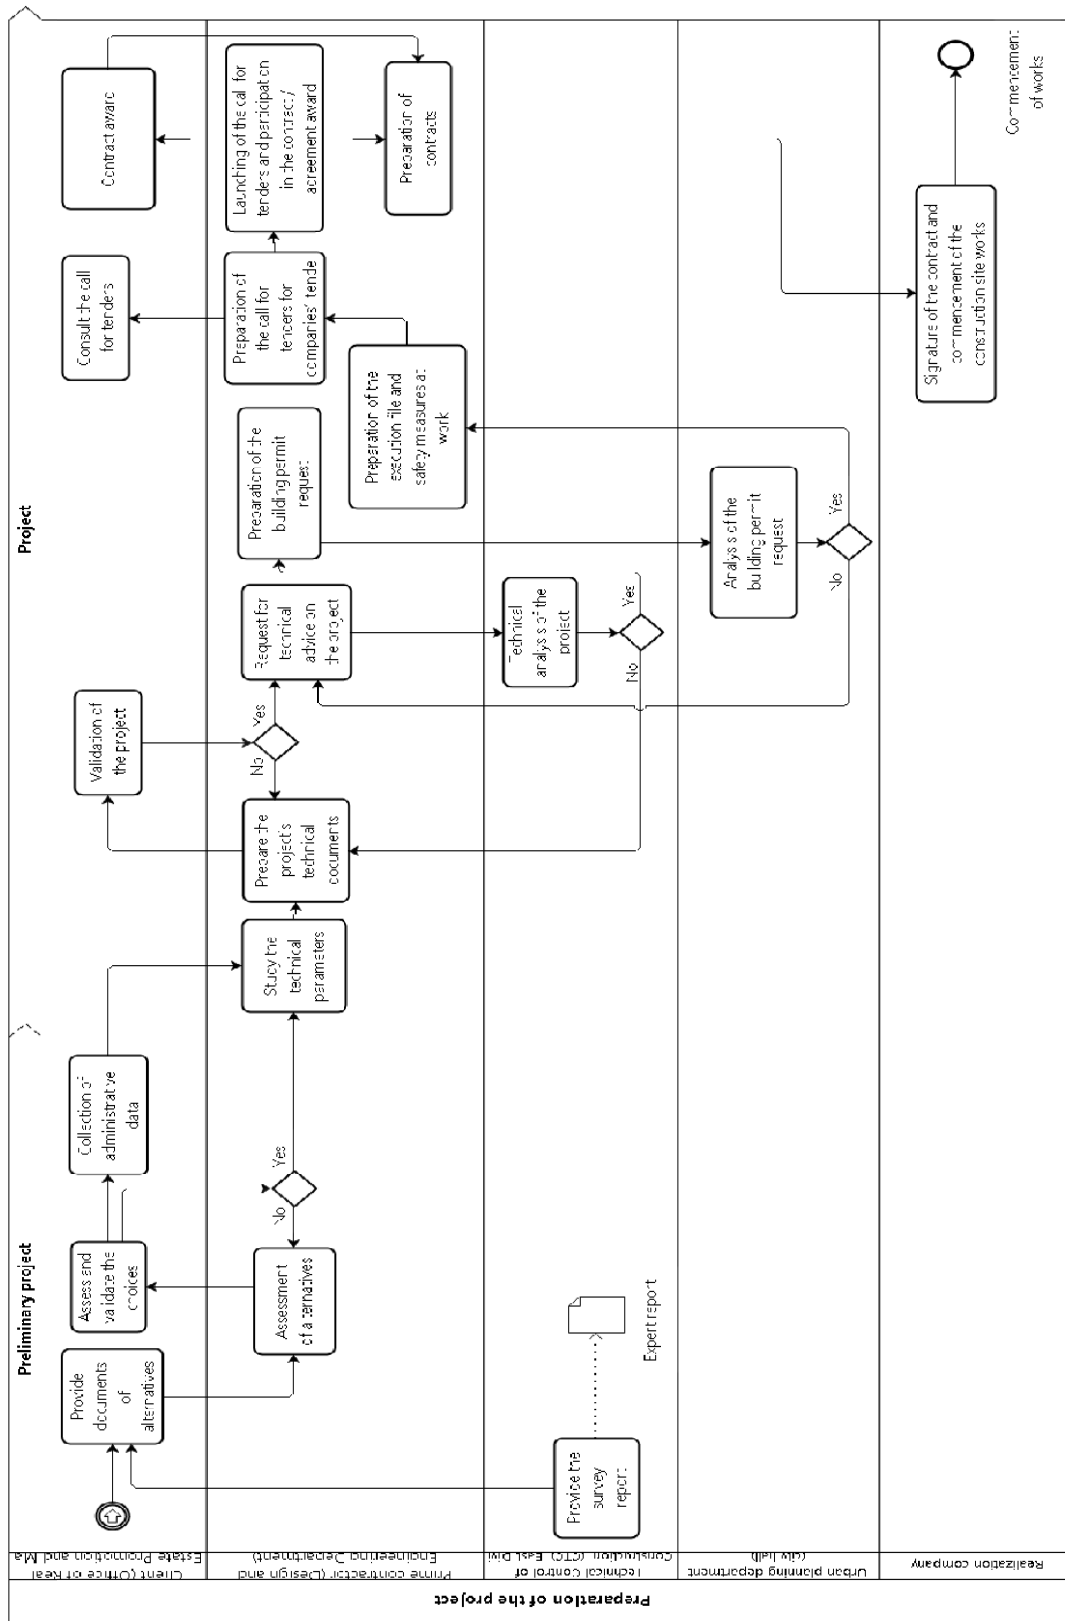 Preparation of the project
Client (Office of Real
Estate Promotion and Ma
Prime contractor (Design and
Engineering Department)
Technical Control of
Construction (CTC) East Divi
Urban planning department
(city hall)
Realization company
Preliminary project
Project
Provide
documents
of
alternatives
Assess and
validate the
choices
Collection of
administrative
data
Validation of
the project
Consult the call
for tenders
Contract award
Assessment
of alternatives
No
Yes
Study the
technical
parameters
Prepare the
project's
technical
documents
No
Yes
Request for
technical
advice on
the project
Preparation of the
building permit
request
Preparation of the
execution file and
safety measures at
work
Preparation of
the call for
tenders for
companies' tende
Launching of the call for
tenders and participation
in the contract /
agreement award
Preparation of
contracts
Provide the
survey
report
Expert report
Technical
analysis of the
project
No
Yes
Analysis of the
building permit
request
No
Yes
Signature of the contract and
commencement of the
construction site works
Commencement
of works